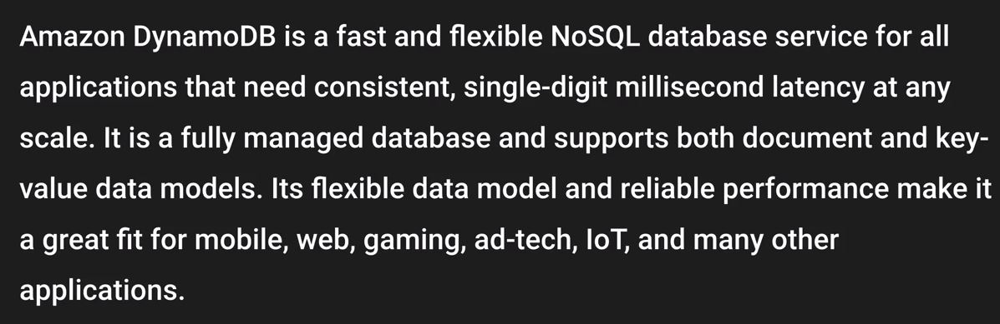 Amazon DynamoDB is a fast and flexible NoSQL database service for all
applications that need consistent, single-digit millisecond latency at any
scale. It is a fully managed database and supports both document and key-
value data models. Its flexible data model and reliable performance make it
a great fit for mobile, web, gaming, ad-tech, IoT, and many other
applications.